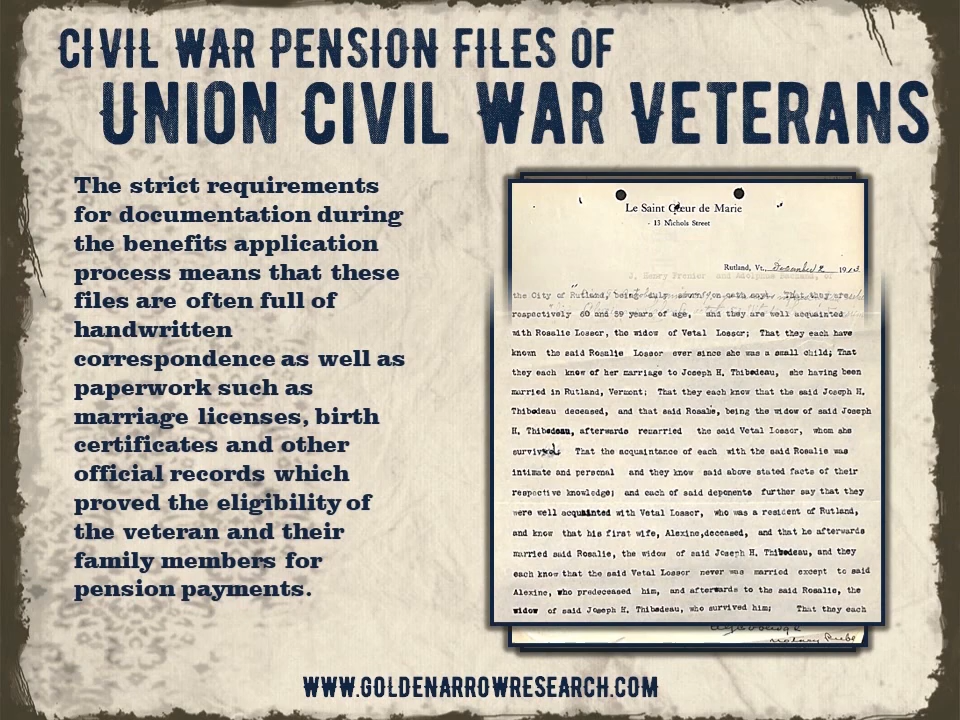 CIVIL WAR PENSION FILES OF
UNION CIVIL WAR VETERANS
The strict requirements
for documentation during
the benefits application
process means that these
files are often full of
handwritten
correspondence as well as
paperwork such as
marriage licenses, birth
certificates and other
official records which
proved the eligibility of
the veteran and their
family members for
pension payments.
Le Saint Cœur de Marie
13 Nichols Street
Rutland, Vt., December 2 1913
J. Henry Frenier and Adolphus of
the City of Rutland, being duly sworn on oath say: That they are
respectively 60 and 59 years of age, and they are well acquainted
with Rosalie Lossor, the widow of Vetal Lossor; That they each have
known the said Rosalie Lossor ever since she was a small child; That
they each know of her marriage to Joseph H. Thibedeau, she having been
married in Rutland, Vermont; That they each know that the said Joseph H.
Thibedeau deceased, and that said Rosalie, being the widow of said Joseph
H. Thibedeau, afterwards remarried the said Vetal Lossor, whom she
survived. That the acquaintance of each with the said Rosalie was
intimate and personal and they know said above stated facts of their
respective knowledge; and each of said deponents further say that they
were well acquainted with Vetal Lossor, who was a resident of Rutland,
and know that his first wife, Alexine, deceased, and that he afterwards
married said Rosalie, the widow of said Joseph H. Thibedeau, and they
each know that the said Vetal Lossor never was married except to said
Alexine, who predeceased him, and afterwards to the said Rosalie, the
widow of said Joseph H. Thibedeau, who survived him; That they each
WWW.GOLDENARROWRESEARCH.COM